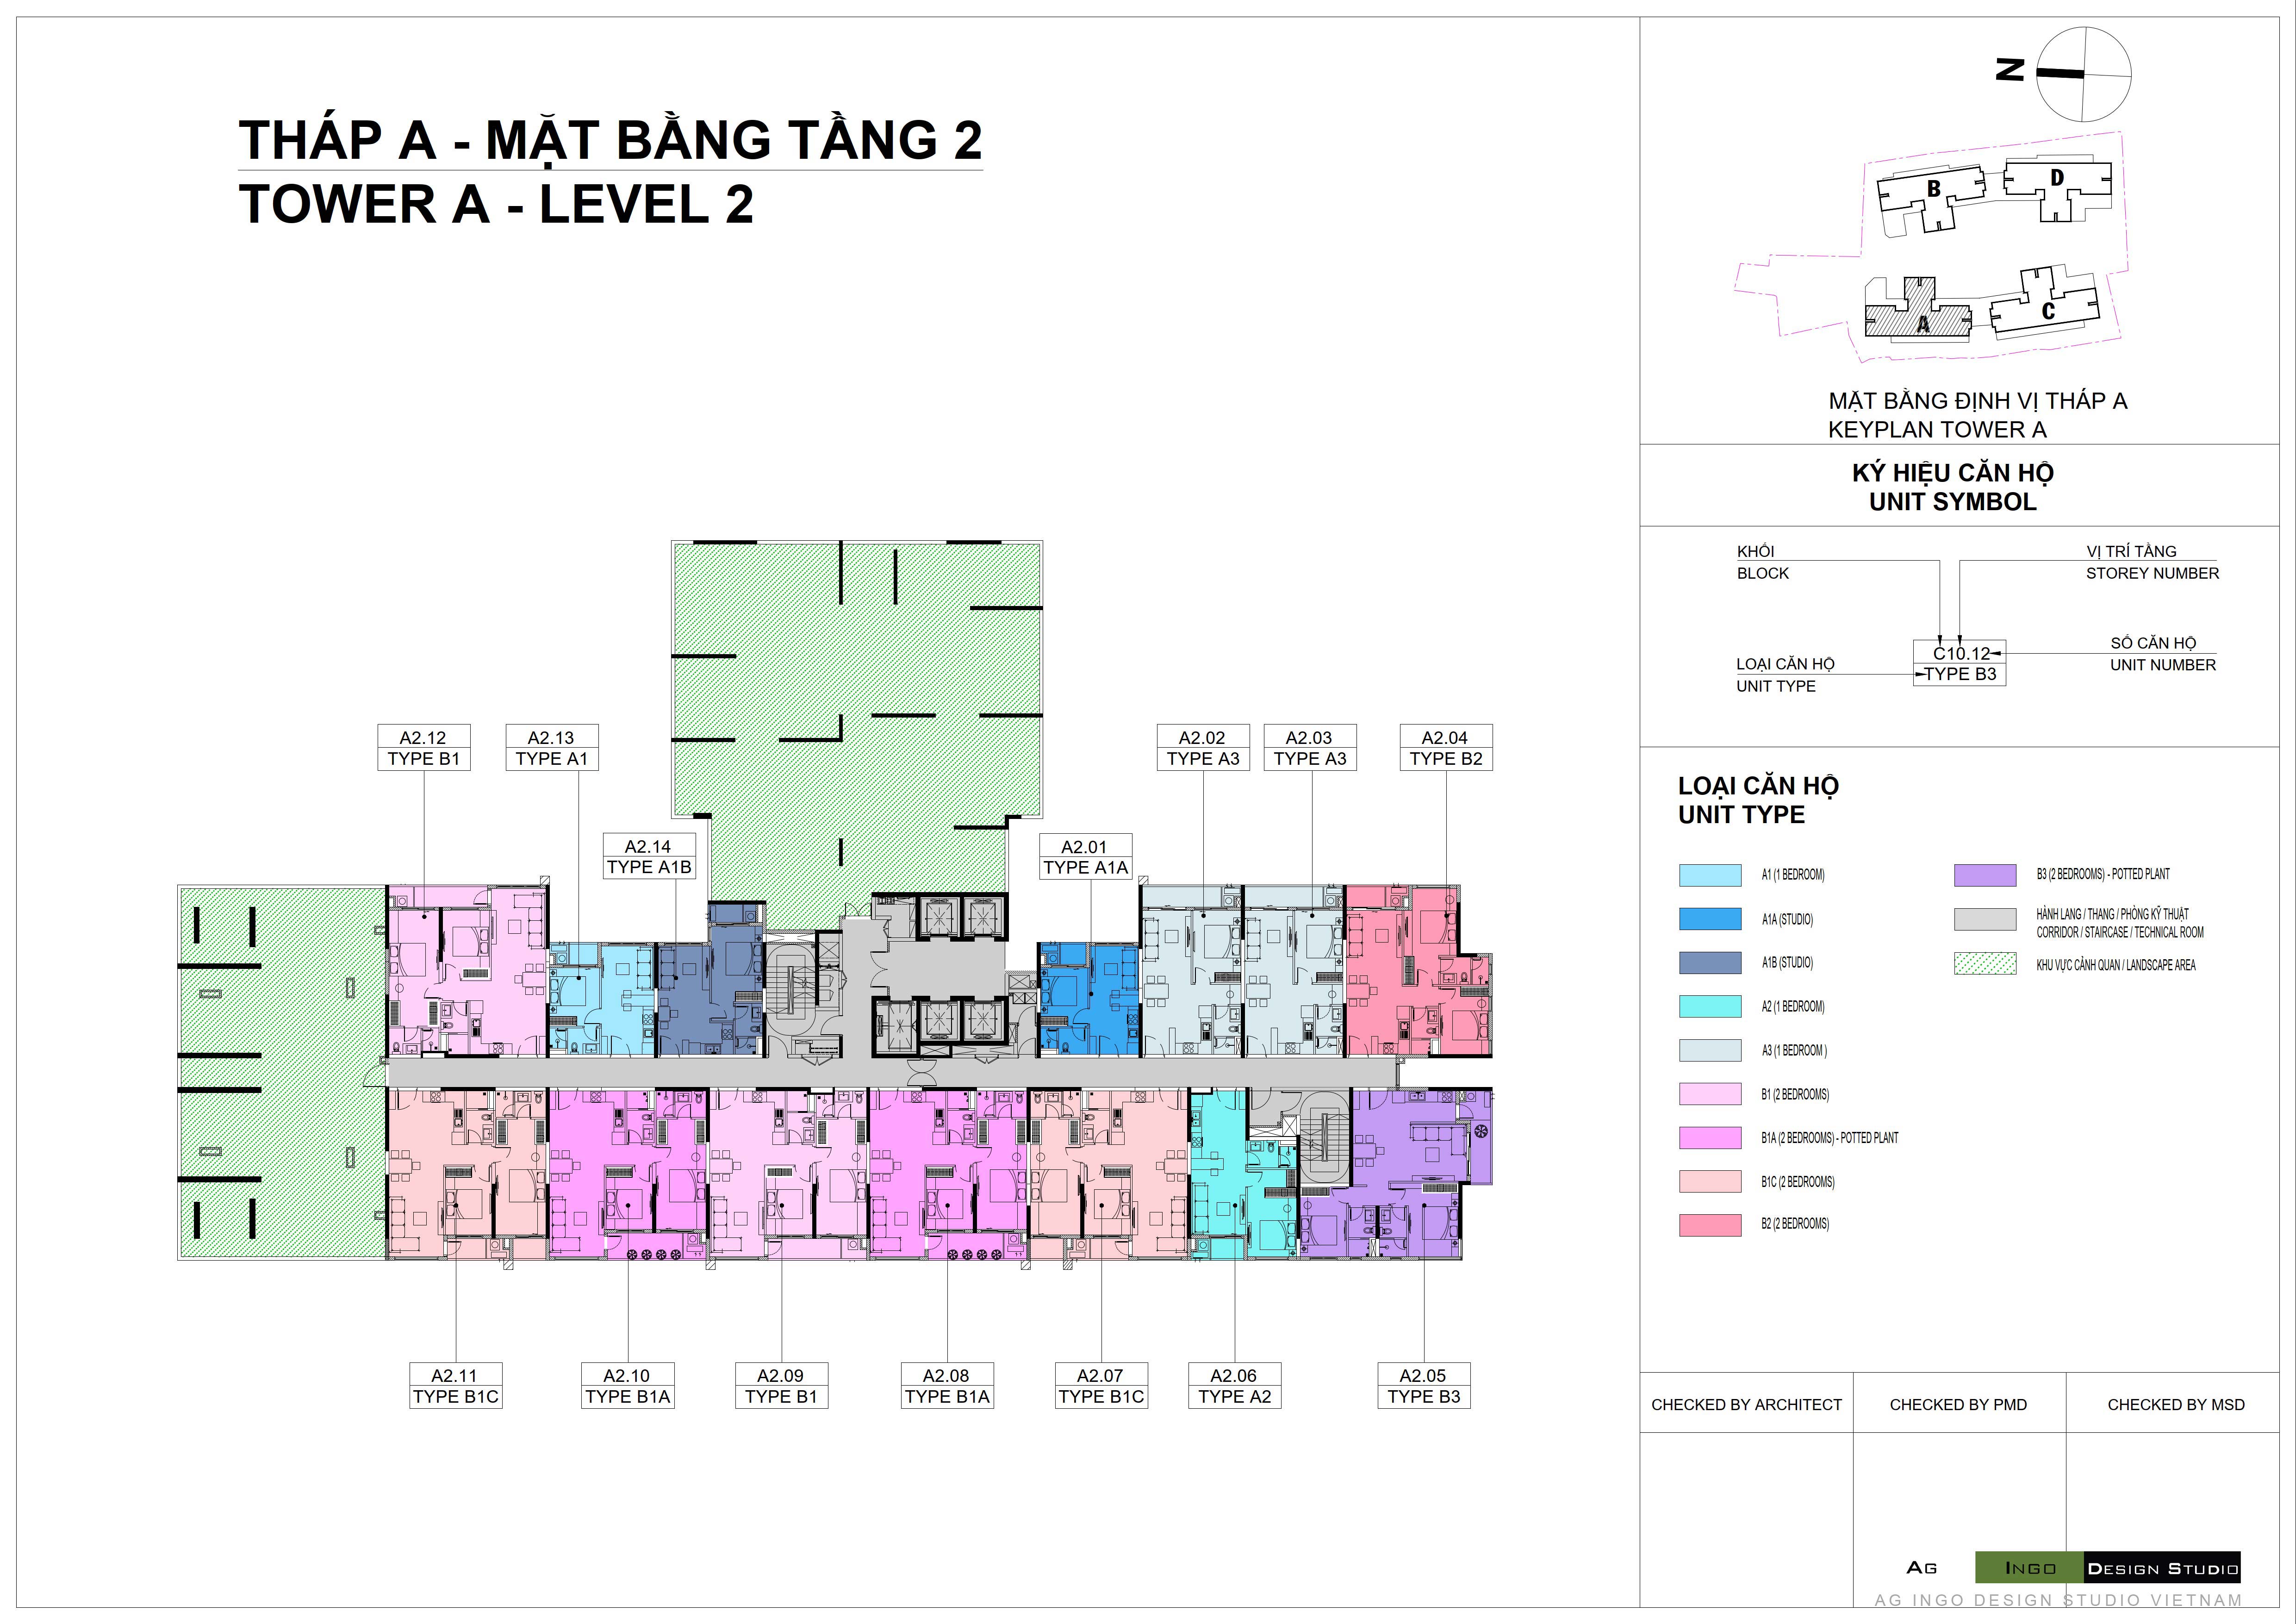 THÁP A - MẶT BẰNG TẦNG 2
TOWER A - LEVEL 2
N
B
D
A
C
MẶT BẰNG ĐỊNH VỊ THÁP A
KEYPLAN TOWER A
KÝ HIỆU CĂN HỘ
UNIT SYMBOL
KHỐI
BLOCK
VỊ TRÍ TẦNG
STOREY NUMBER
C10.12
TYPE B3
SỐ CĂN HỘ
UNIT NUMBER
LOẠI CĂN HỘ
UNIT TYPE
A2.12
TYPE B1
A2.13
TYPE A1
A2.14
TYPE A1B
A2.01
TYPE A1A
A2.02
TYPE A3
A2.03
TYPE A3
A2.04
TYPE B2
A2.11
TYPE B1C
A2.10
TYPE B1A
A2.09
TYPE B1
A2.08
TYPE B1A
A2.07
TYPE B1C
A2.06
TYPE A2
A2.05
TYPE B3
LOẠI CĂN HỘ
UNIT TYPE
A1 (1 BEDROOM)
A1A (STUDIO)
A1B (STUDIO)
A2 (1 BEDROOM)
A3 (1 BEDROOM )
B1 (2 BEDROOMS)
B1A (2 BEDROOMS) - POTTED PLANT
B1C (2 BEDROOMS)
B2 (2 BEDROOMS)
B3 (2 BEDROOMS) - POTTED PLANT
HÀNH LANG / THANG / PHÒNG KỸ THUẬT
CORRIDOR / STAIRCASE / TECHNICAL ROOM
KHU VỰC CẢNH QUAN / LANDSCAPE AREA
CHECKED BY ARCHITECT
CHECKED BY PMD
CHECKED BY MSD
AG INGO DESIGN STUDIO
AG INGO DESIGN STUDIO VIETNAM